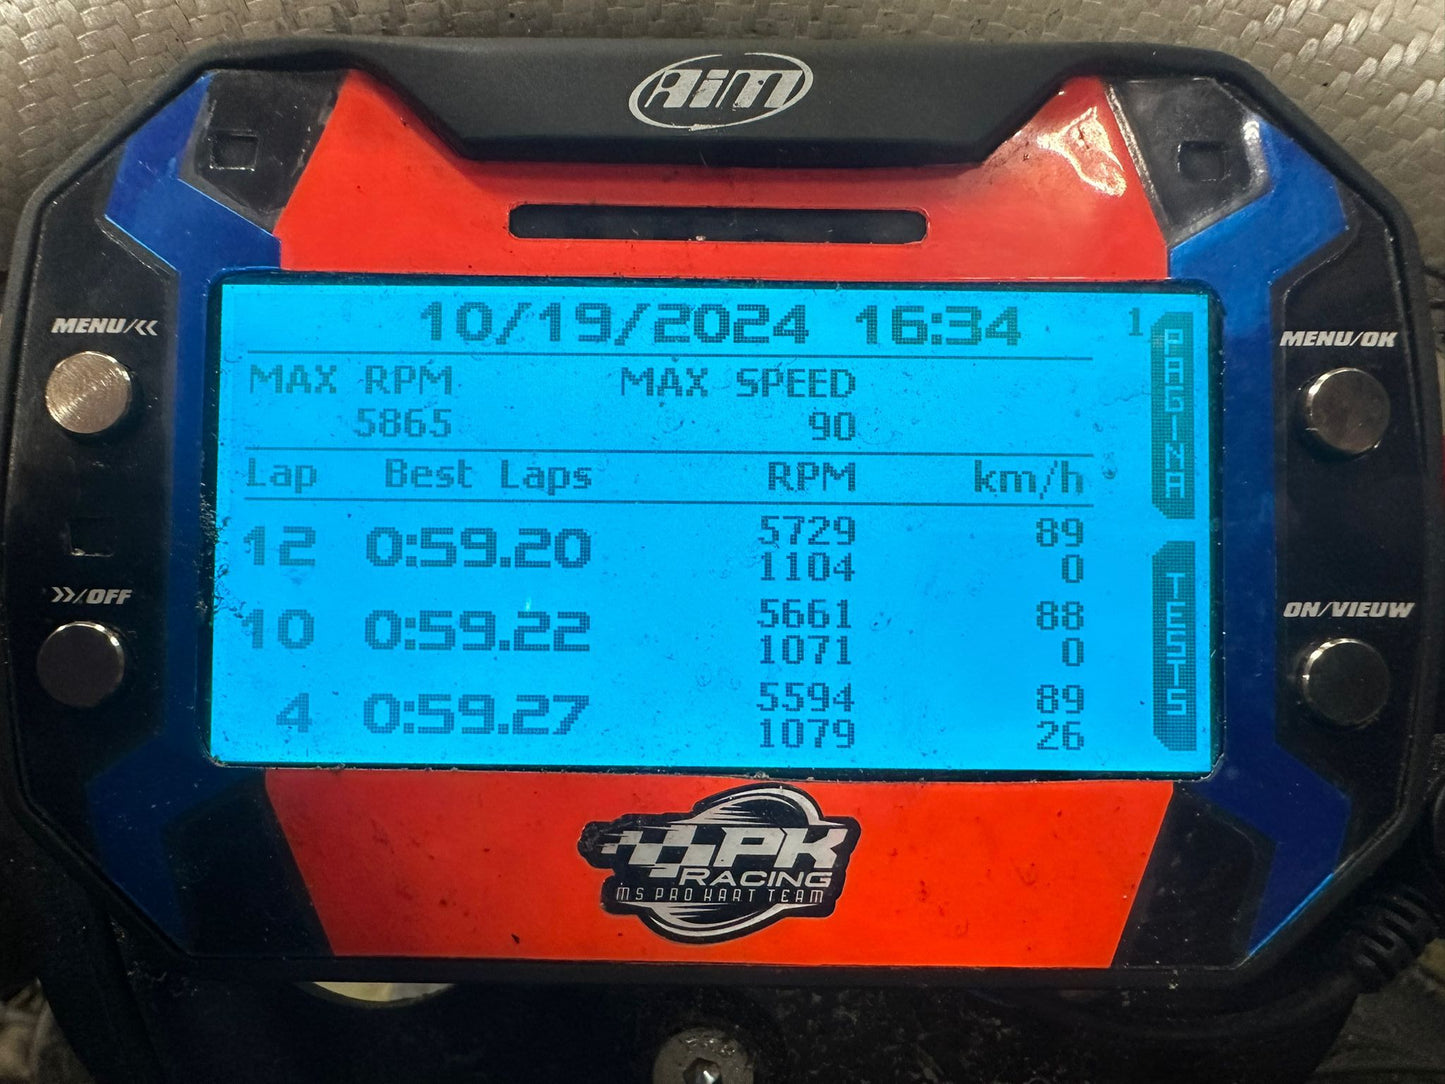 AiM
MENU/<<
MENU/OK
>>/OFF
ON/VIEUW
10/19/2024 16:34
1
PAGINA
TESTS
MAX RPM MAX SPEED
5865 90
Lap Best Laps RPM km/h
12 0:59.20 5729 89
1104 0
10 0:59.22 5661 88
1071 0
4 0:59.27 5594 89
1079 26
PK
RACING
MS PRO KART TEAM